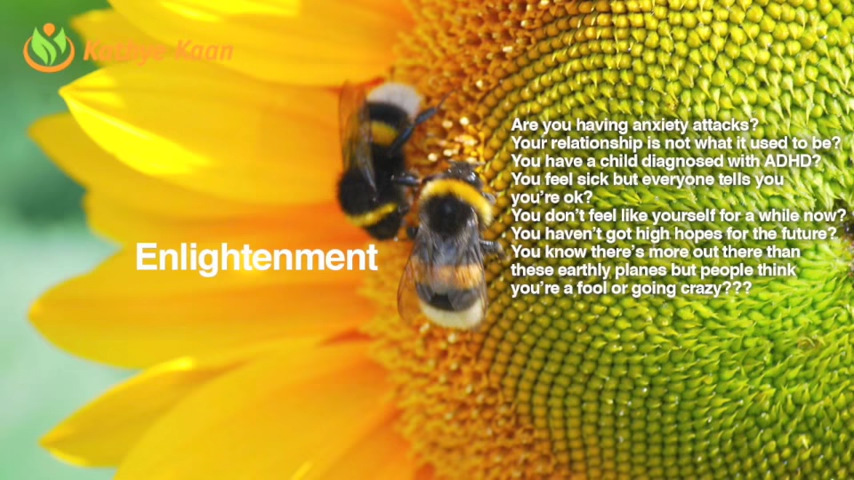 Kathye Kaan
Enlightenment
Are you having anxiety attacks?
Your relationship is not what it used to be?
You have a child diagnosed with ADHD?
You feel sick but everyone tells you
you're ok?
You don't feel like yourself for a while now?
You haven't got high hopes for the future?
You know there's more out there than
these earthly planes but people think
you're a fool or going crazy???